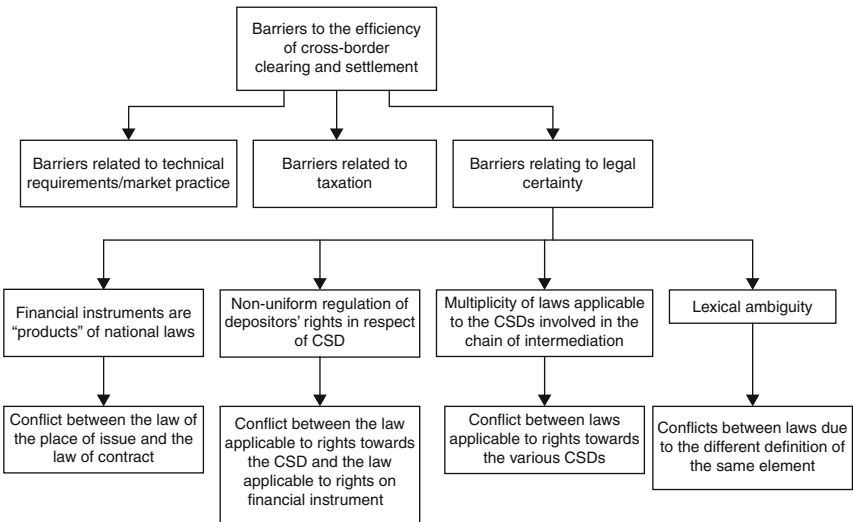 Barriers to the efficiency
of cross-border
clearing and settlement
Barriers related to technical
requirements/market practice
Barriers related to
taxation
Barriers relating to legal
certainty
Financial instruments are
“products” of national laws
Non-uniform regulation of
depositors’ rights in respect
of CSD
Multiplicity of laws applicable
to the CSDs involved in the
chain of intermediation
Lexical ambiguity
Conflict between the law of
the place of issue and the
law of contract
Conflict between the law
applicable to rights towards
the CSD and the law
applicable to rights on
financial instrument
Conflict between laws
applicable to rights towards
the various CSDs
Conflicts between laws due
to the different definition of
the same element